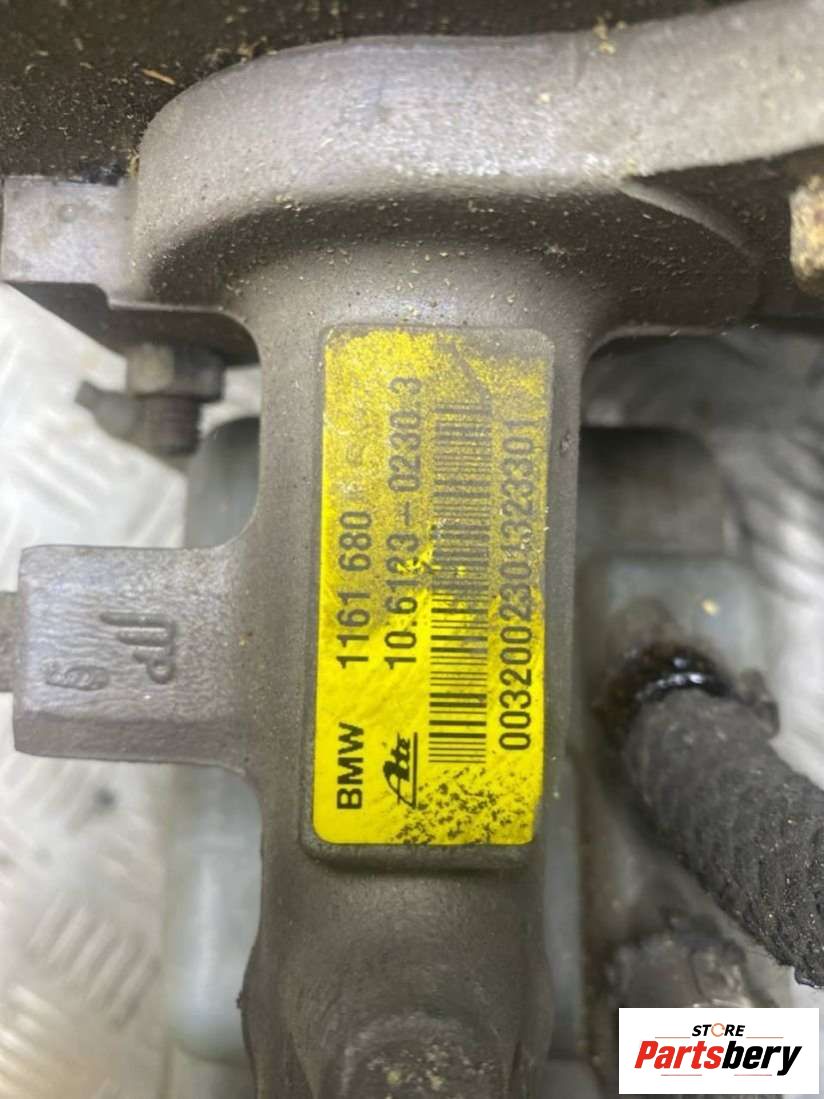 BMW 1161 680
10.6123-0230.3
Ate
0032002301323301
STORE
Partsbery